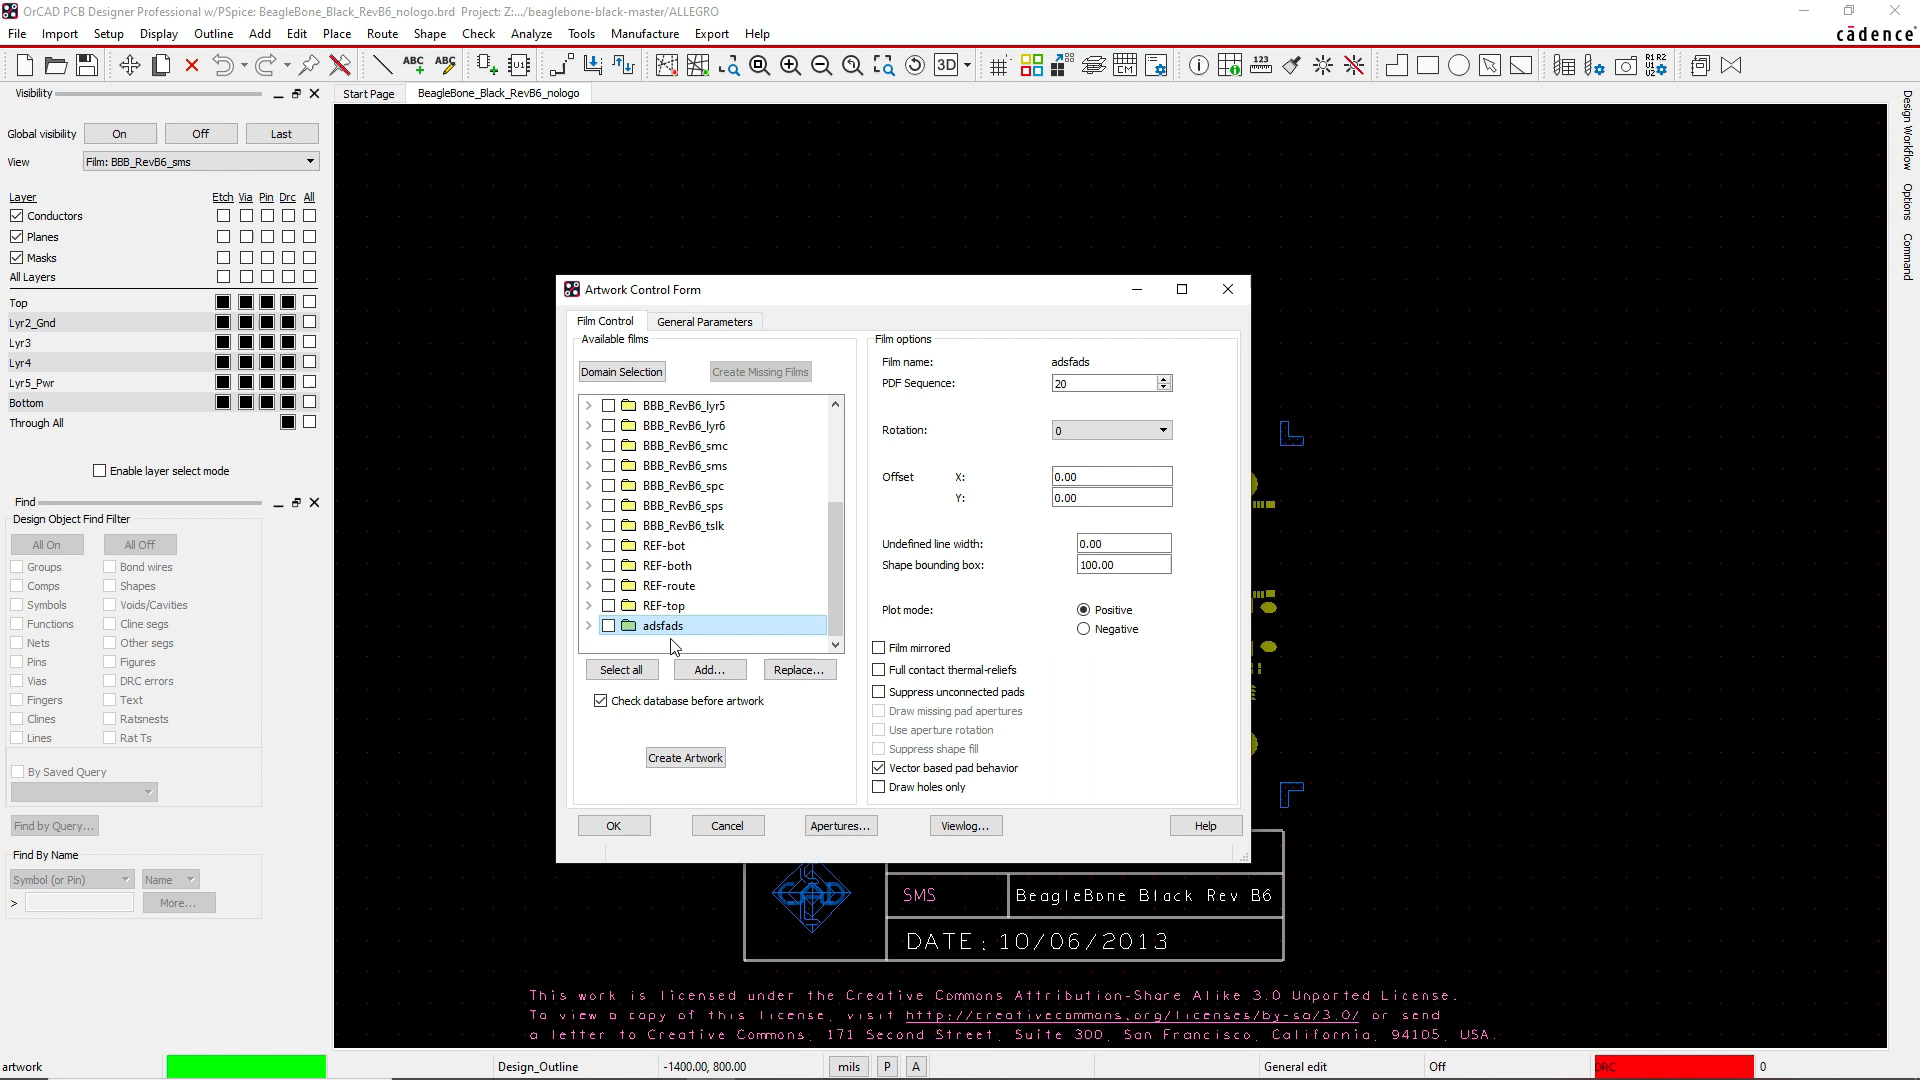 OrCAD PCB Designer Professional w/PSpice: BeagleBone_Black_RevB6_nologo.brd Project: Z:.../beaglebone-black-master/ALLEGRO
File Import Setup Display Outline Add Edit Place Route Shape Check Analyze Tools Manufacture Export Help
cādence
Visibility
Start Page BeagleBone_Black_RevB6_nologo
Global visibility On Off Last
View Film: BBB_RevB6_sms
Layer Etch Via Pin Drc All
Conductors
Planes
Masks
All Layers
Top
Lyr2_Gnd
Lyr3
Lyr4
Lyr5_Pwr
Bottom
Through All
Enable layer select mode
Find
Design Object Find Filter
All On All Off
Groups Bond wires
Comps Shapes
Symbols Voids/Cavities
Functions Cline segs
Nets Other segs
Pins Figures
Vias DRC errors
Fingers Text
Clines Ratsnests
Lines Rat Ts
By Saved Query
Find by Query...
Find By Name
Symbol (or Pin) Name
> More...
Artwork Control Form
Film Control General Parameters
Available films
Domain Selection Create Missing Films
BBB_RevB6_lyr5
BBB_RevB6_lyr6
BBB_RevB6_smc
BBB_RevB6_sms
BBB_RevB6_spc
BBB_RevB6_sps
BBB_RevB6_tslk
REF-bot
REF-both
REF-route
REF-top
adsfads
Select all Add... Replace...
Check database before artwork
Create Artwork
Film options
Film name: adsfads
PDF Sequence: 20
Rotation: 0
Offset X: 0.00
Y: 0.00
Undefined line width: 0.00
Shape bounding box: 100.00
Plot mode: Positive
Negative
Film mirrored
Full contact thermal-reliefs
Suppress unconnected pads
Draw missing pad apertures
Use aperture rotation
Suppress shape fill
Vector based pad behavior
Draw holes only
OK Cancel Apertures... Viewlog... Help
SMS BeagleBone Black Rev B6
DATE: 10/06/2013
This work is licensed under the Creative Commons Attribution-Share Alike 3.0 Unported License.
To view a copy of this license, visit http://creativecommons.org/licenses/by-sa/3.0/ or send
a letter to Creative Commons, 171 Second Street, Suite 300, San Francisco, California, 94105, USA.
Design Workflow
Options
Command
artwork Design_Outline -1400.00, 800.00 mils P A General edit Off DRC 0